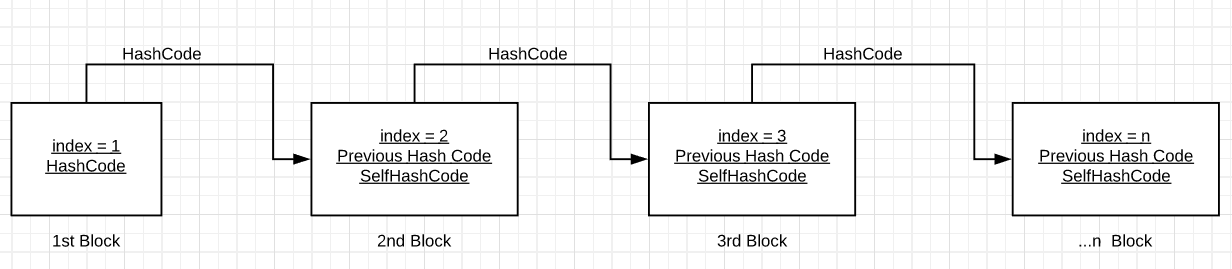 HashCode
HashCode
HashCode
index = 1
HashCode
index = 2
Previous Hash Code
SelfHashCode
index = 3
Previous Hash Code
SelfHashCode
index = n
Previous Hash Code
SelfHashCode
1st Block
2nd Block
3rd Block
...n Block